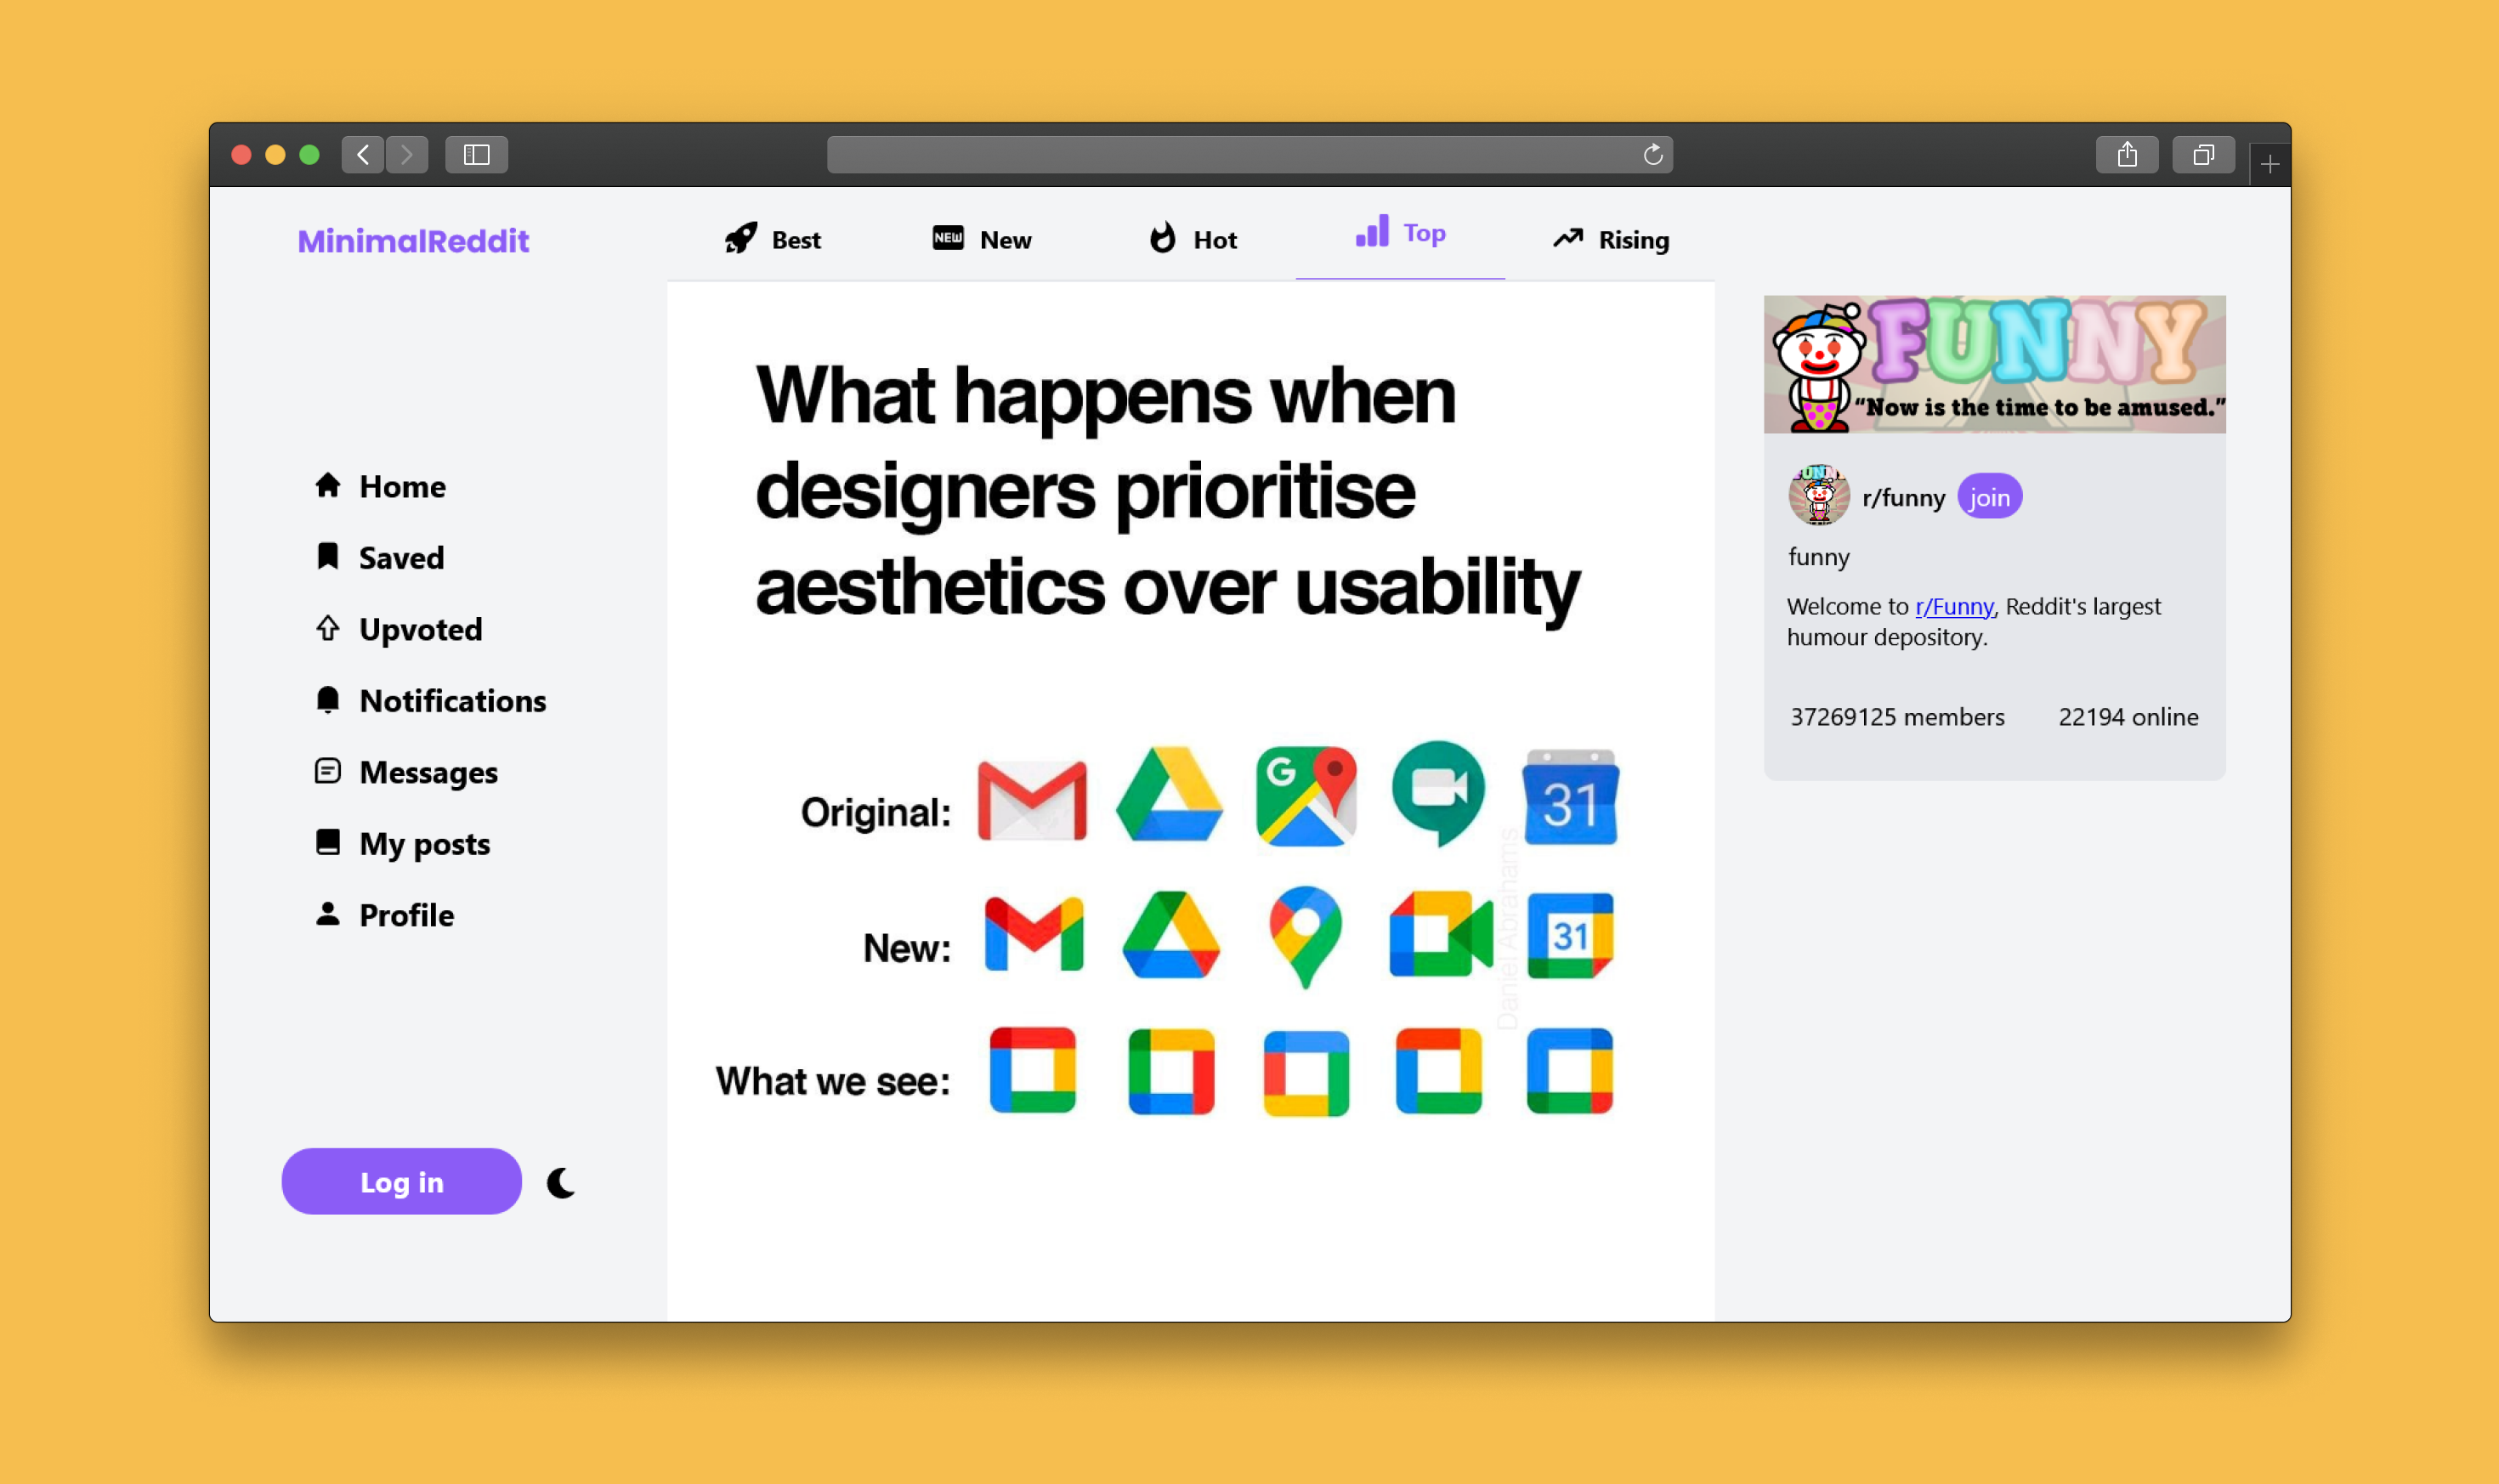 MinimalReddit
Best
NEW New
Hot
Top
Rising
Home
Saved
Upvoted
Notifications
Messages
My posts
Profile
Log in
What happens when
designers prioritise
aesthetics over usability
Original:
G
31
New:
31
What we see:
Daniel Abrahams
FUNNY
“Now is the time to be amused.”
r/funny join
funny
Welcome to r/Funny, Reddit's largest
humour depository.
37269125 members 22194 online